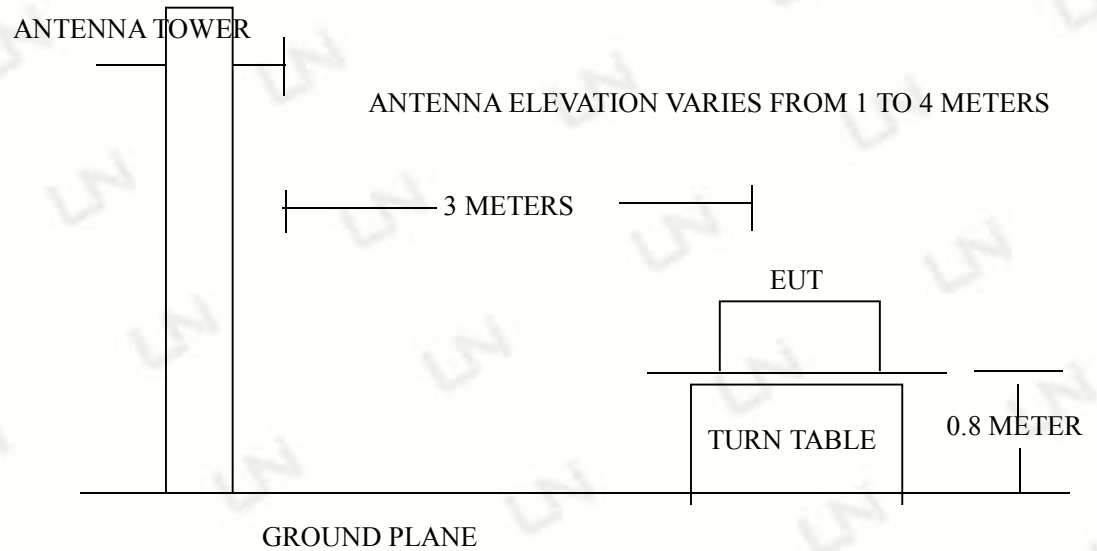 ANTENNA TOWER
ANTENNA ELEVATION VARIES FROM 1 TO 4 METERS
3 METERS
EUT
TURN TABLE
0.8 METER
GROUND PLANE